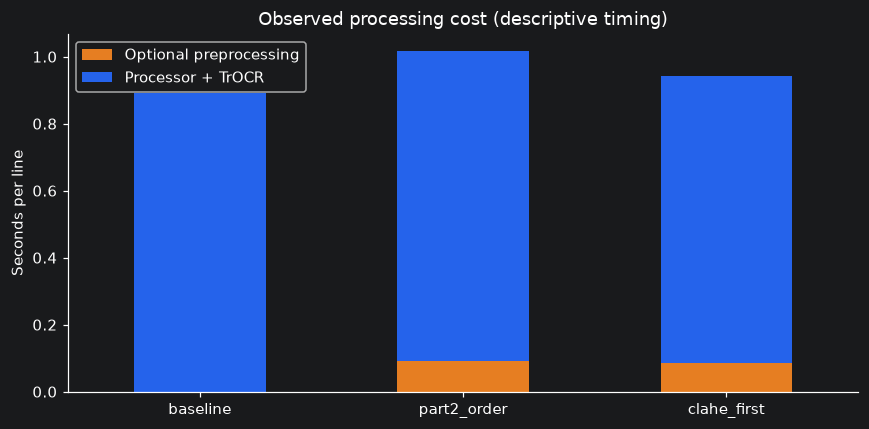 Observed processing cost (descriptive timing)
Optional preprocessing
Processor + TrOCR
Seconds per line
1.0
0.8
0.6
0.4
0.2
0.0
baseline
part2_order
clahe_first